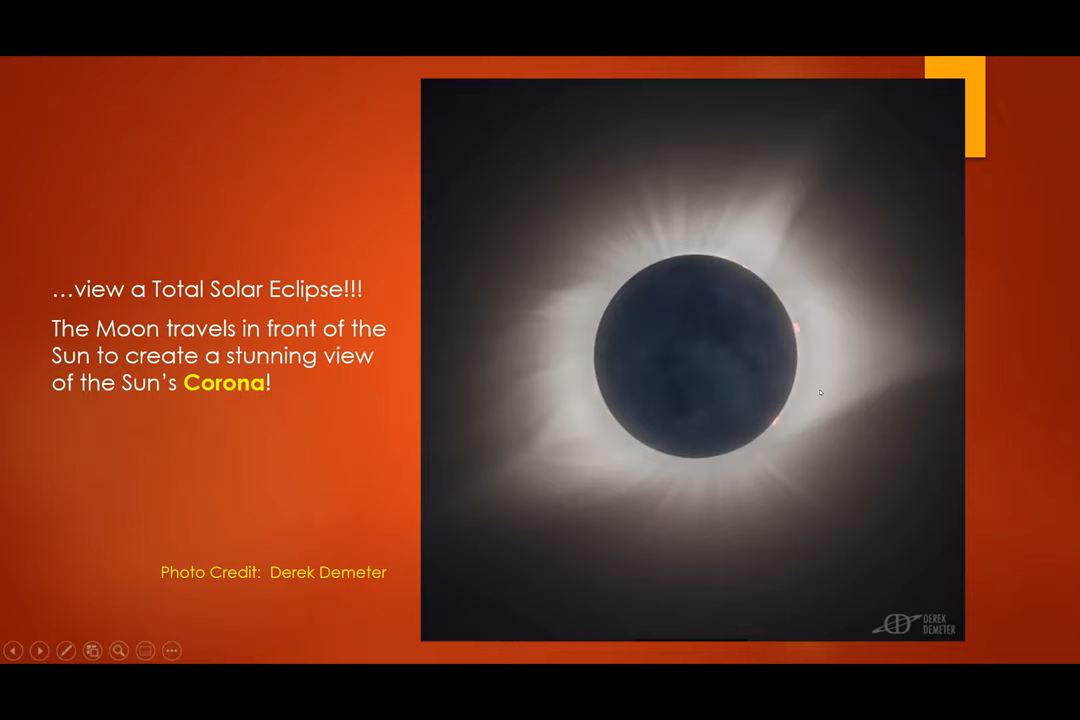 …view a Total Solar Eclipse!!!
The Moon travels in front of the
Sun to create a stunning view
of the Sun’s Corona!
Photo Credit:  Derek Demeter
DEREK
DEMETER